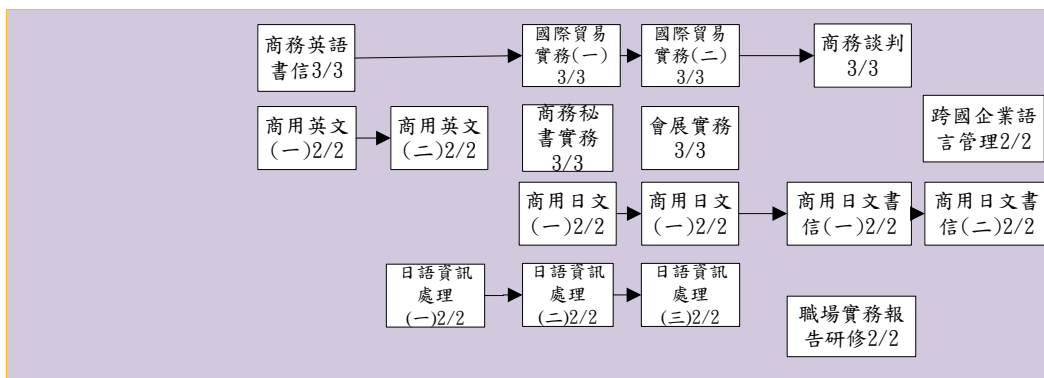 商務英語
書信3/3
國際貿易
實務(一)
3/3
國際貿易
實務(二)
3/3
商務談判
3/3
商用英文
(一)2/2
商用英文
(二)2/2
商務秘
書實務
3/3
會展實務
3/3
跨國企業語
言管理2/2
商用日文
(一)2/2
商用日文
(一)2/2
商用日文書
信(一)2/2
商用日文書
信(二)2/2
日語資訊
處理
(一)2/2
日語資訊
處理
(二)2/2
日語資訊
處理
(三)2/2
職場實務報
告研修2/2